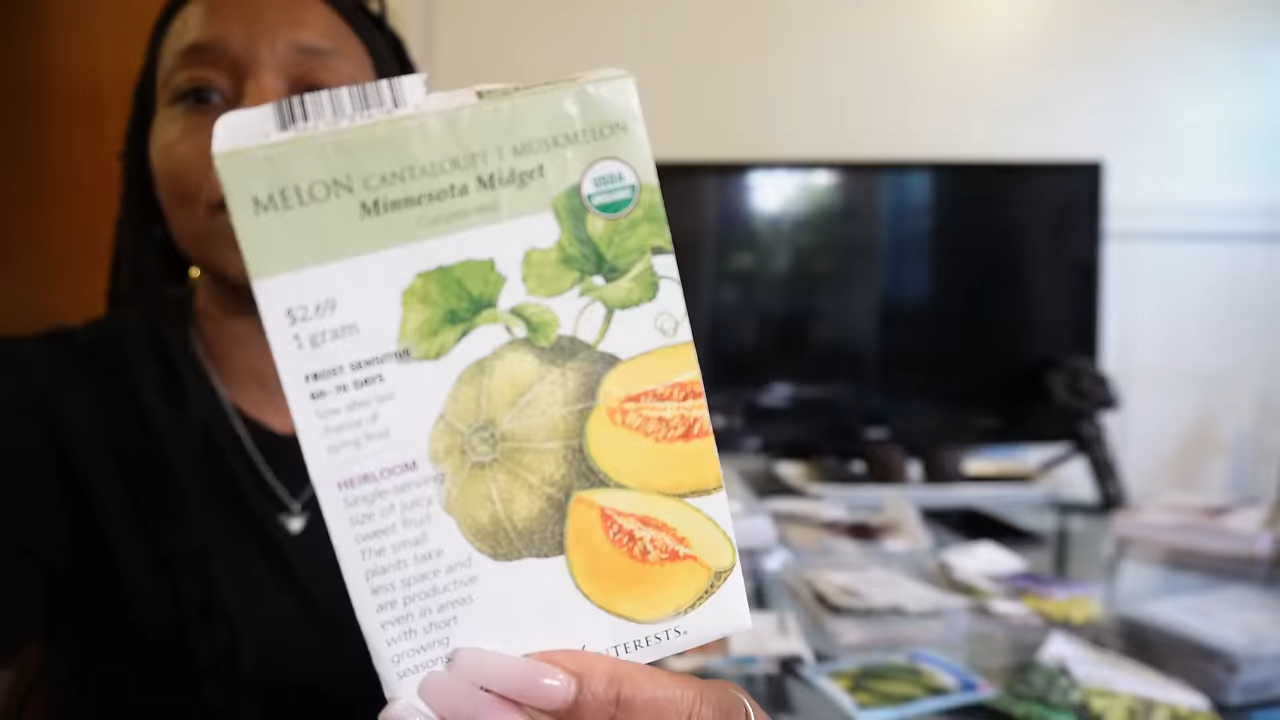 MELON CANTALOUPE | MUSKMELON
Minnesota Midget
USDA
ORGANIC
$2.69
1 gram
FROST SENSITIVE
60-70 DAYS
Sow after last
chance of
spring frost
HEIRLOOM
Single-serving
size of juicy,
sweet fruit.
The small
plants take
less space and
are productive
even in areas
with short
growing
seasons
INTERESTS®